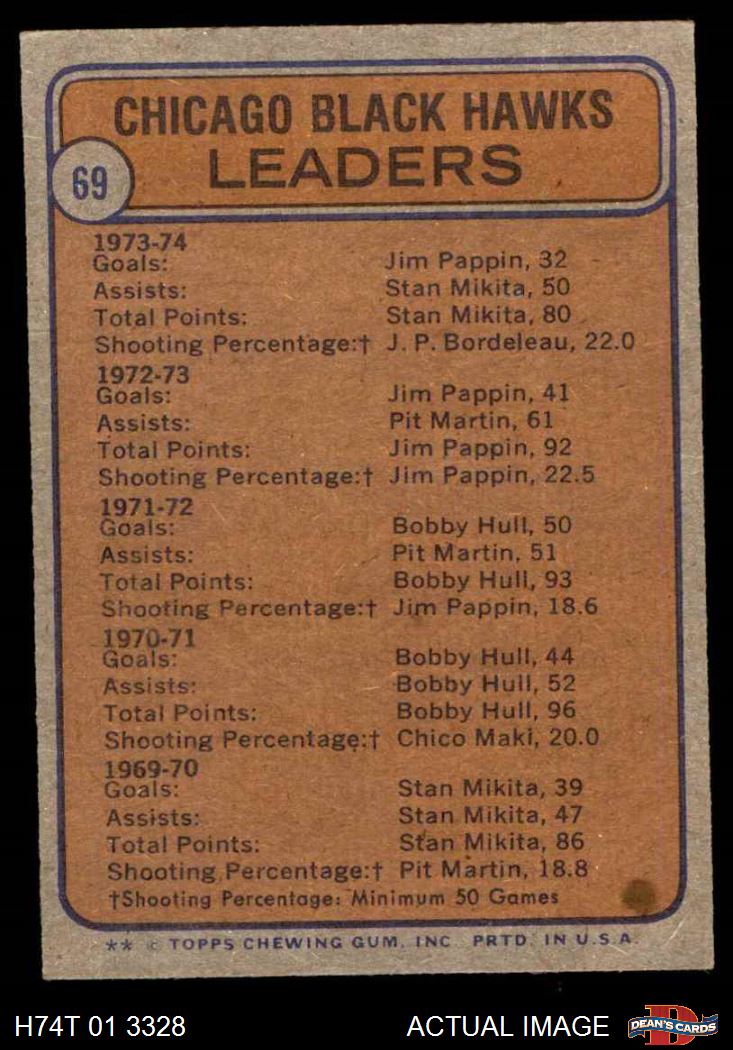 CHICAGO BLACK HAWKS
LEADERS
69
1973-74
Goals: Jim Pappin, 32
Assists: Stan Mikita, 50
Total Points: Stan Mikita, 80
Shooting Percentage:† J. P. Bordeleau, 22.0
1972-73
Goals: Jim Pappin, 41
Assists: Pit Martin, 61
Total Points: Jim Pappin, 92
Shooting Percentage:† Jim Pappin, 22.5
1971-72
Goals: Bobby Hull, 50
Assists: Pit Martin, 51
Total Points: Bobby Hull, 93
Shooting Percentage:† Jim Pappin, 18.6
1970-71
Goals: Bobby Hull, 44
Assists: Bobby Hull, 52
Total Points: Bobby Hull, 96
Shooting Percentage:† Chico Maki, 20.0
1969-70
Goals: Stan Mikita, 39
Assists: Stan Mikita, 47
Total Points: Stan Mikita, 86
Shooting Percentage:† Pit Martin, 18.8
†Shooting Percentage: Minimum 50 Games
** © TOPPS CHEWING GUM, INC PRTD. IN U.S.A.
H74T 01 3328 ACTUAL IMAGE
D
DEAN'S CARDS